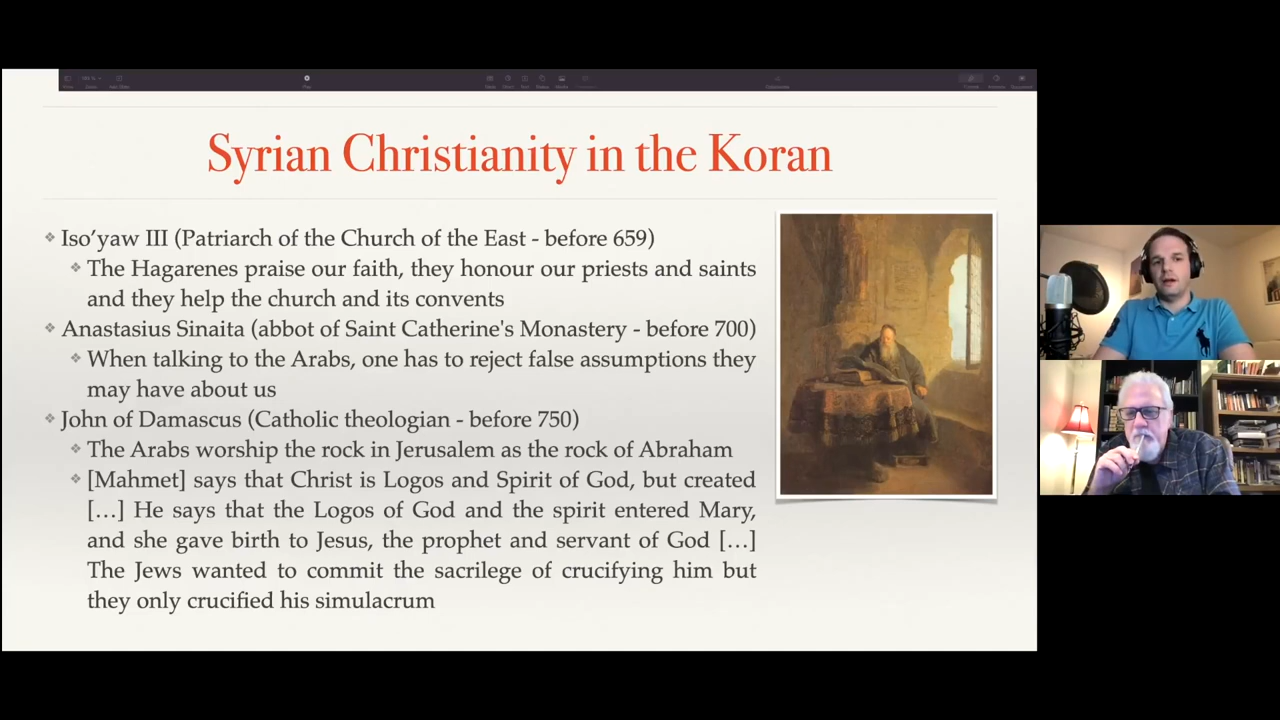 Syrian Christianity in the Koran
Iso’yaw III (Patriarch of the Church of the East - before 659)
The Hagarenes praise our faith, they honour our priests and saints
and they help the church and its convents
Anastasius Sinaita (abbot of Saint Catherine's Monastery - before 700)
When talking to the Arabs, one has to reject false assumptions they
may have about us
John of Damascus (Catholic theologian - before 750)
The Arabs worship the rock in Jerusalem as the rock of Abraham
[Mahmet] says that Christ is Logos and Spirit of God, but created
[…] He says that the Logos of God and the spirit entered Mary,
and she gave birth to Jesus, the prophet and servant of God […]
The Jews wanted to commit the sacrilege of crucifying him but
they only crucified his simulacrum